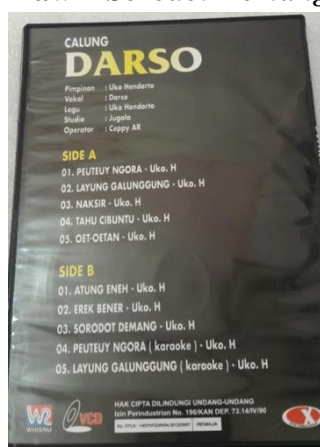 CALUNG
DARSO
Pimpinan : Uko Hendarto
Vokal : Darso
Lagu : Uko Hendarto
Studio : Jugala
Operator : Coppy AR
SIDE A
01. PEUTEUY NGORA - Uko. H
02. LAYUNG GALUNGGUNG - Uko. H
03. NAKSIR - Uko. H
04. TAHU CIBUNTU - Uko. H
05. OET-OETAN - Uko. H
SIDE B
01. ATUNG ENEH - Uko. H
02. EREK BENER - Uko. H
03. SORODOT DEMANG - Uko. H
04. PEUTEUY NGORA ( karaoke ) - Uko. H
05. LAYUNG GALUNGGUNG ( karaoke ) - Uko. H
WHISNU
VCD
HAK CIPTA DILINDUNGI UNDANG-UNDANG
Izin Perindustrian No. 196/KAN DEP. 73.14/IV/90
REMAJA